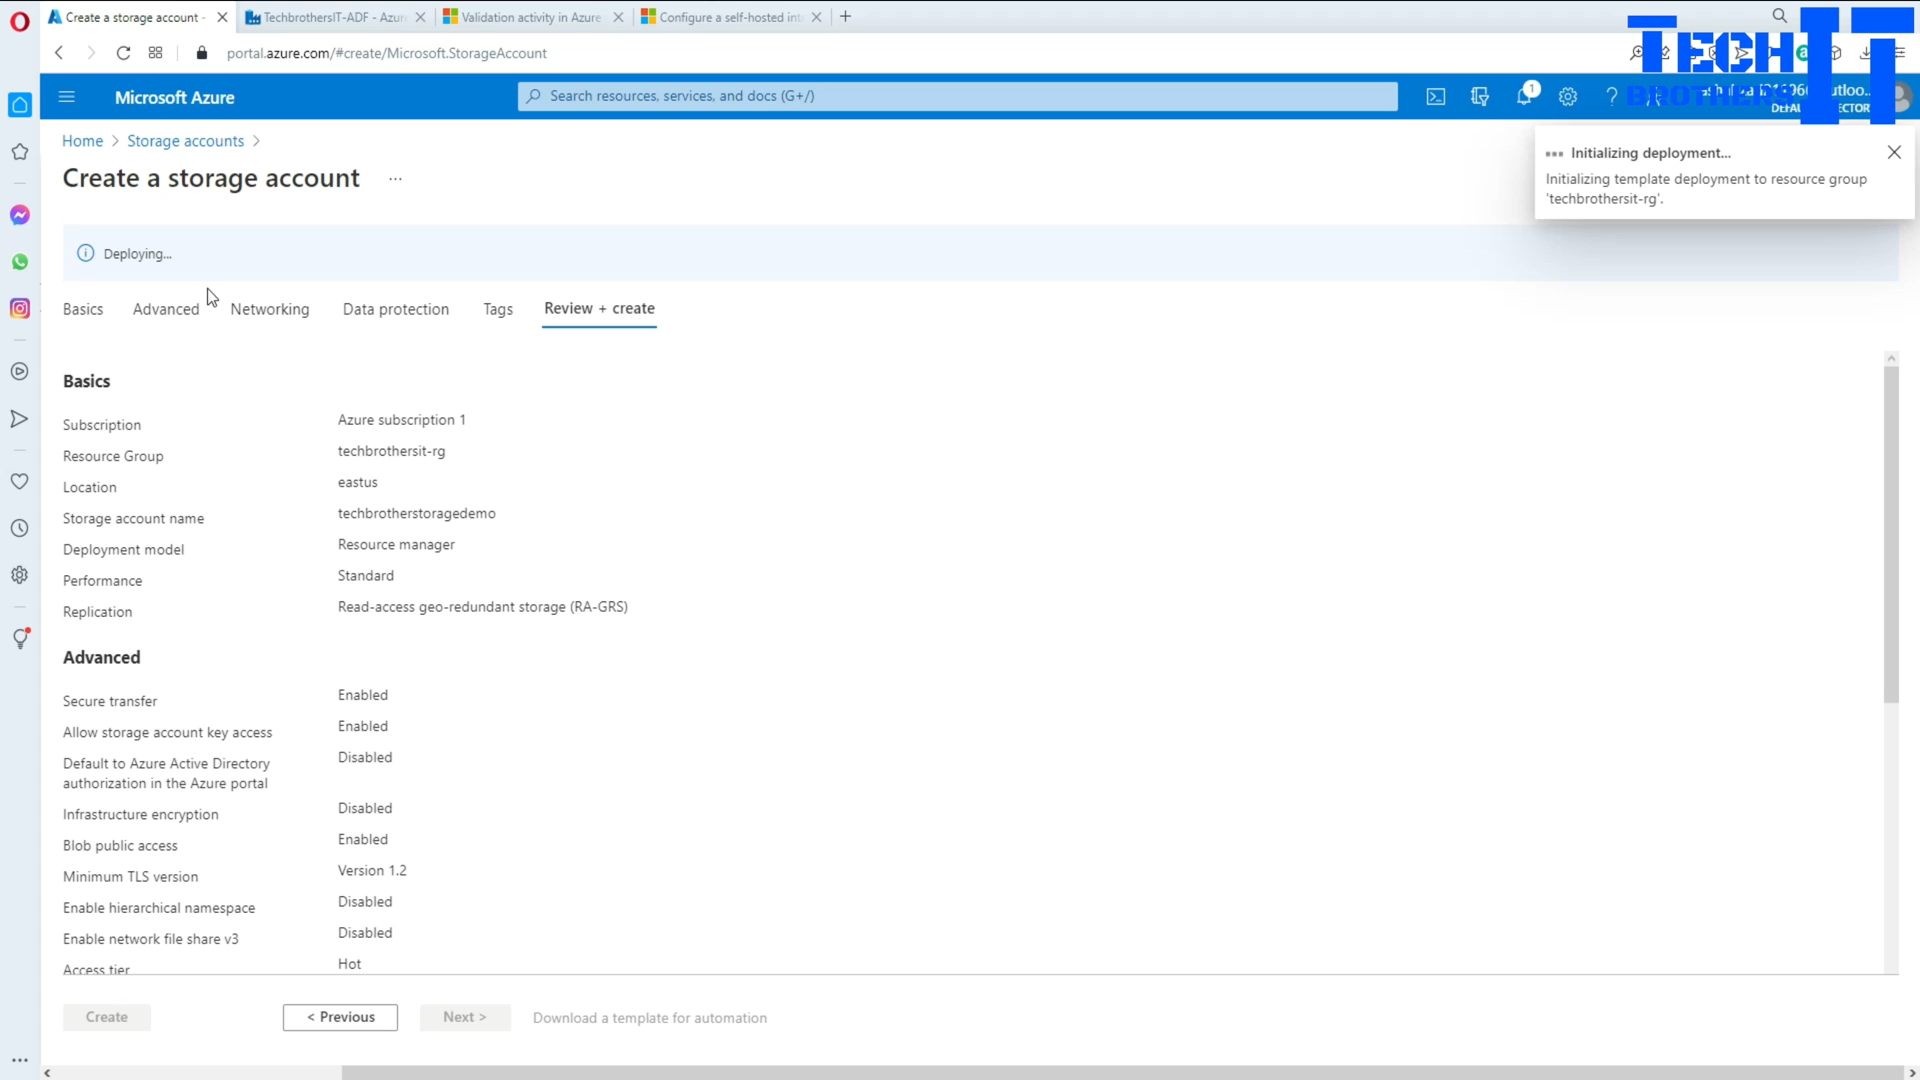 Create a storage account -
TechbrothersIT-ADF - Azur
Validation activity in Azure
Configure a self-hosted int
portal.azure.com/#create/Microsoft.StorageAccount
TECH IT
BROTHERS
Microsoft Azure
Search resources, services, and docs (G+/)
1
Home > Storage accounts >
Create a storage account ...
Initializing deployment...
Initializing template deployment to resource group
'techbrothersit-rg'.
Deploying...
Basics
Advanced
Networking
Data protection
Tags
Review + create
Basics
Subscription
Azure subscription 1
Resource Group
techbrothersit-rg
Location
eastus
Storage account name
techbrotherstoragedemo
Deployment model
Resource manager
Performance
Standard
Replication
Read-access geo-redundant storage (RA-GRS)
Advanced
Secure transfer
Enabled
Allow storage account key access
Enabled
Default to Azure Active Directory
authorization in the Azure portal
Disabled
Infrastructure encryption
Disabled
Blob public access
Enabled
Minimum TLS version
Version 1.2
Enable hierarchical namespace
Disabled
Enable network file share v3
Disabled
Access tier
Hot
Create
< Previous
Next >
Download a template for automation